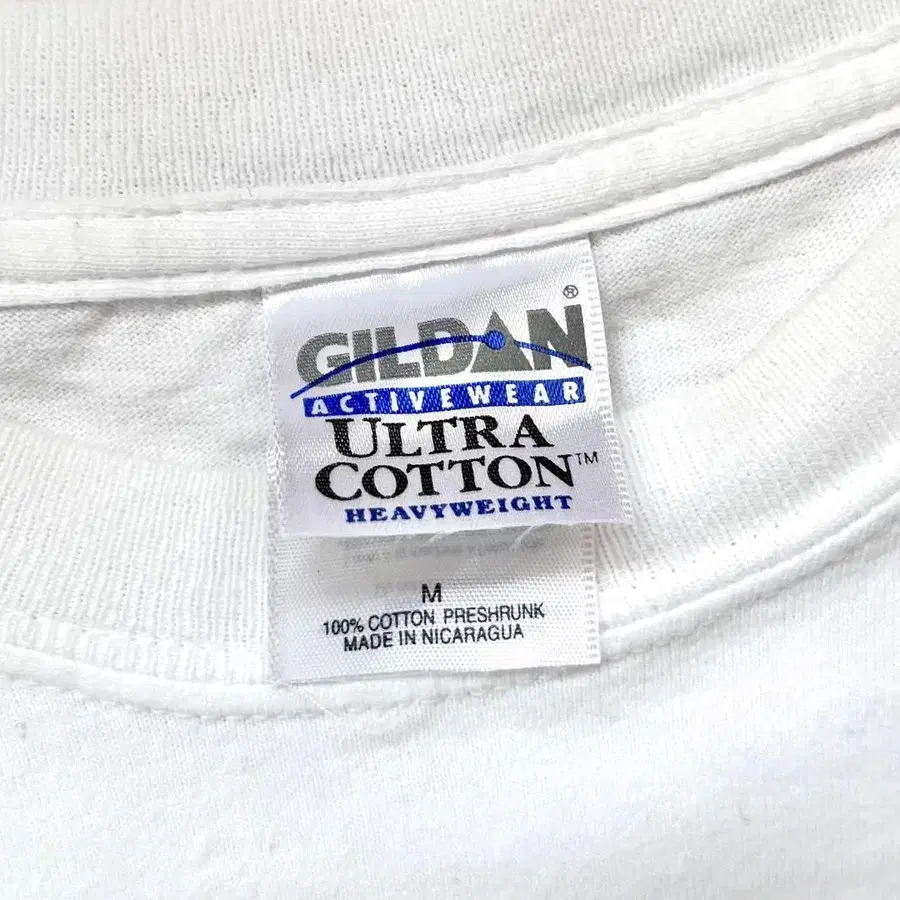 GILDAN®
ACTIVEWEAR
ULTRA
COTTON™
HEAVYWEIGHT
M
100% COTTON PRESHRUNK
MADE IN NICARAGUA